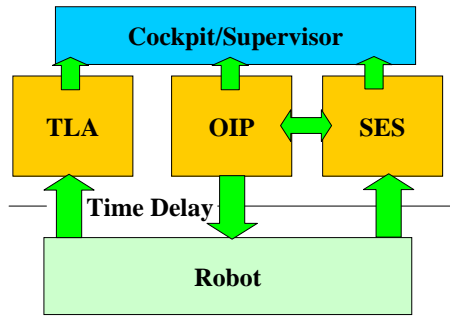 Cockpit/Supervisor
TLA
OIP
SES
Time Delay
Robot